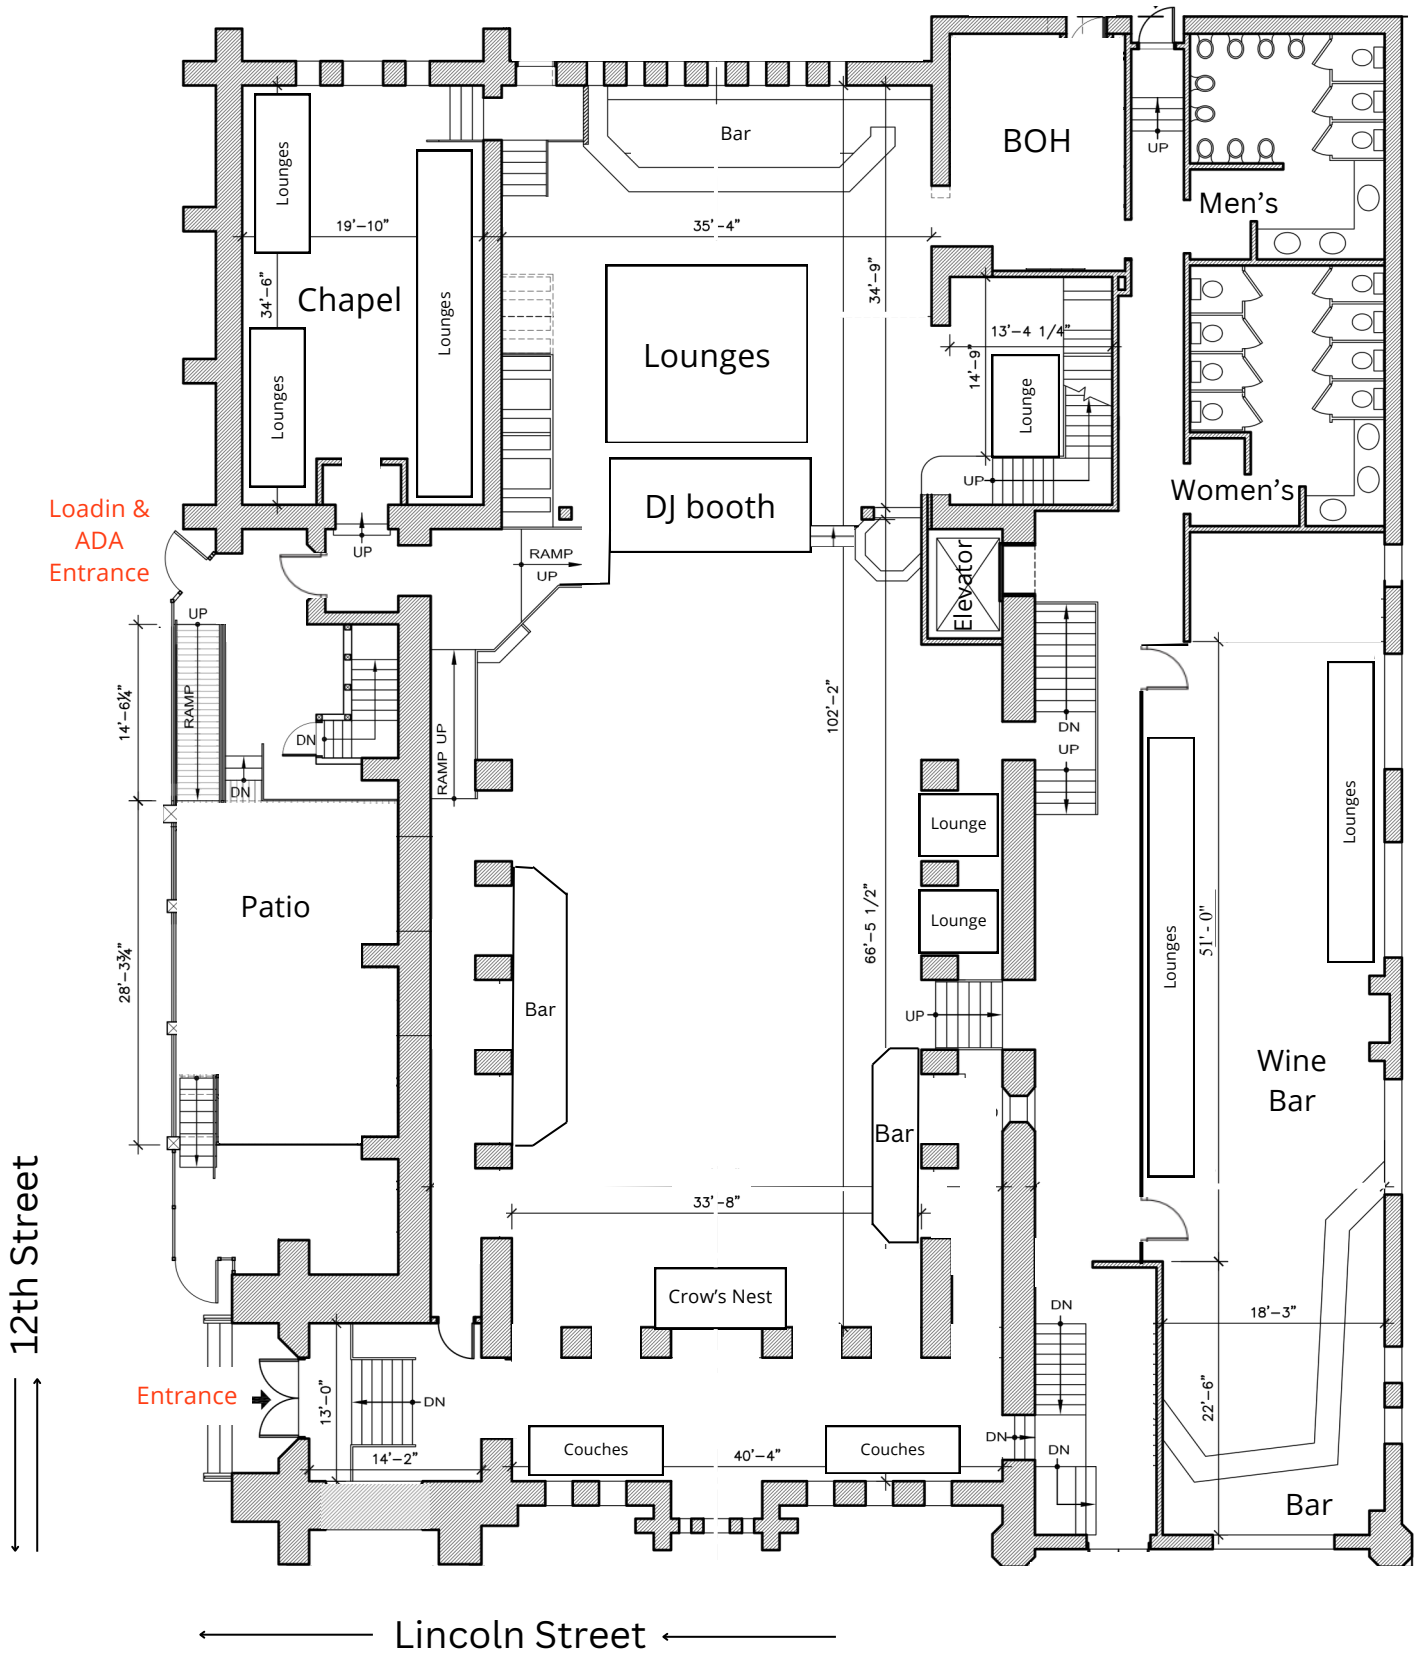 Bar
BOH
UP
Men's
Lounges
19'-10"
35'-4"
34'-6"
Chapel
Lounges
34'-9"
Lounges
13'-4 1/4"
14'-9"
Lounge
UP
Lounges
DJ booth
Women's
Loadin &
ADA
Entrance
UP
RAMP
UP
Elevator
UP
RAMP
14'-6¼"
DN
DN
RAMP UP
102'-2"
DN
UP
Lounges
Lounge
Patio
28'-3¾"
66'-5 1/2"
Lounge
Lounges
51'-0"
Bar
UP
Wine
Bar
Bar
33'-8"
12th Street
Crow's Nest
DN
18'-3"
Entrance
13'-0"
DN
22'-6"
14'-2"
Couches
40'-4"
Couches
DN
DN
Bar
Lincoln Street